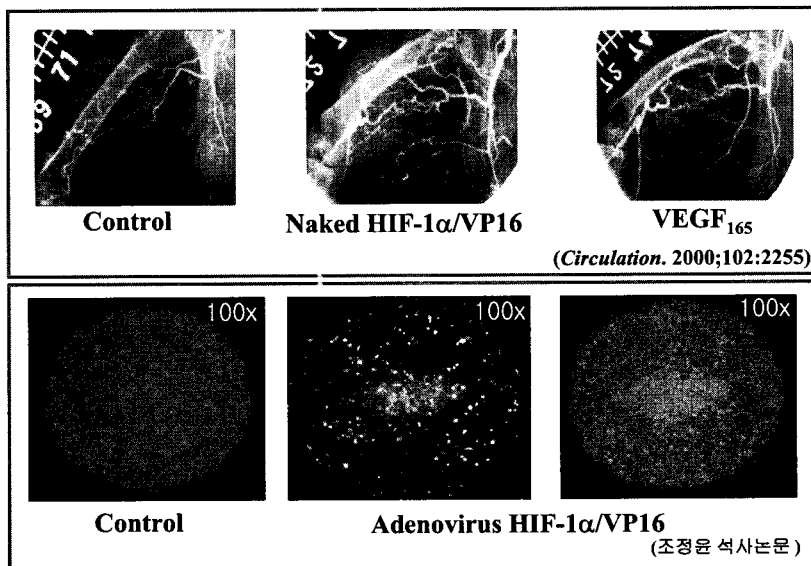 Control
Naked HIF-1α/VP16
VEGF165
(Circulation. 2000;102:2255)
100x
100x
100x
Control
Adenovirus HIF-1α/VP16
(조정윤 석사논문)